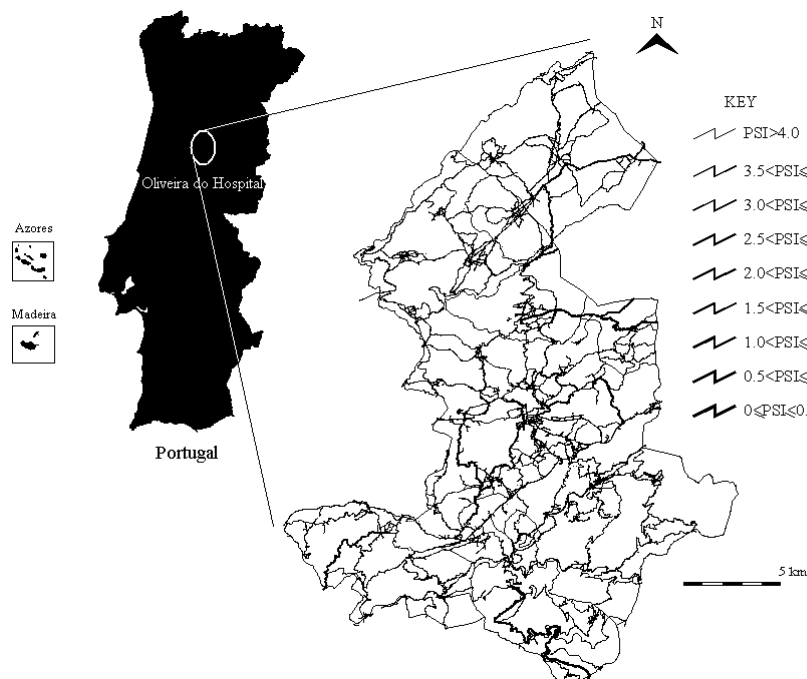 N
KEY
PSI>4.0
3.5<PSI≤
3.0<PSI≤
2.5<PSI≤
2.0<PSI≤
1.5<PSI≤
1.0<PSI≤
0.5<PSI≤
0≤PSI≤0.
Oliveira do Hospital
Azores
Madeira
Portugal
5 km